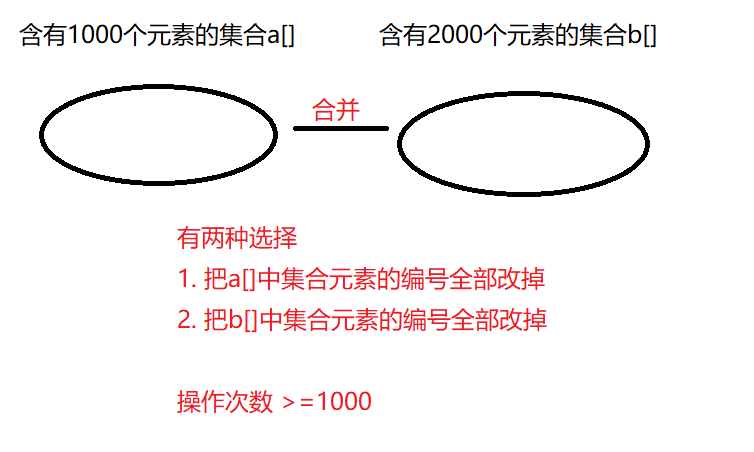 含有1000个元素的集合a[]
含有2000个元素的集合b[]
合并
有两种选择
1. 把a[]中集合元素的编号全部改掉
2. 把b[]中集合元素的编号全部改掉
操作次数 >=1000